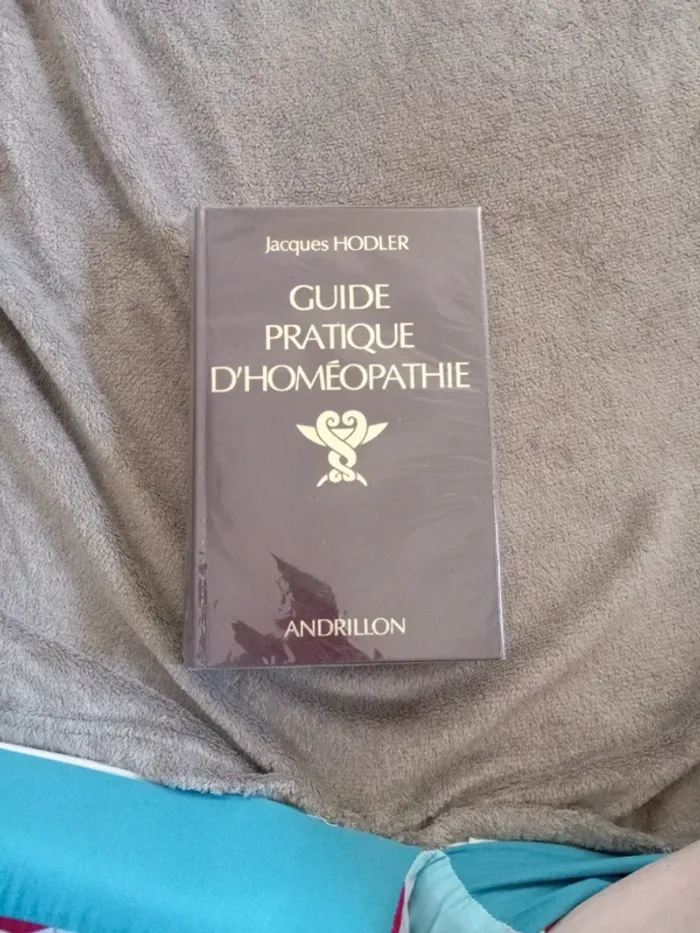 Jacques HODLER
GUIDE
PRATIQUE
D'HOMÉOPATHIE
ANDRILLON